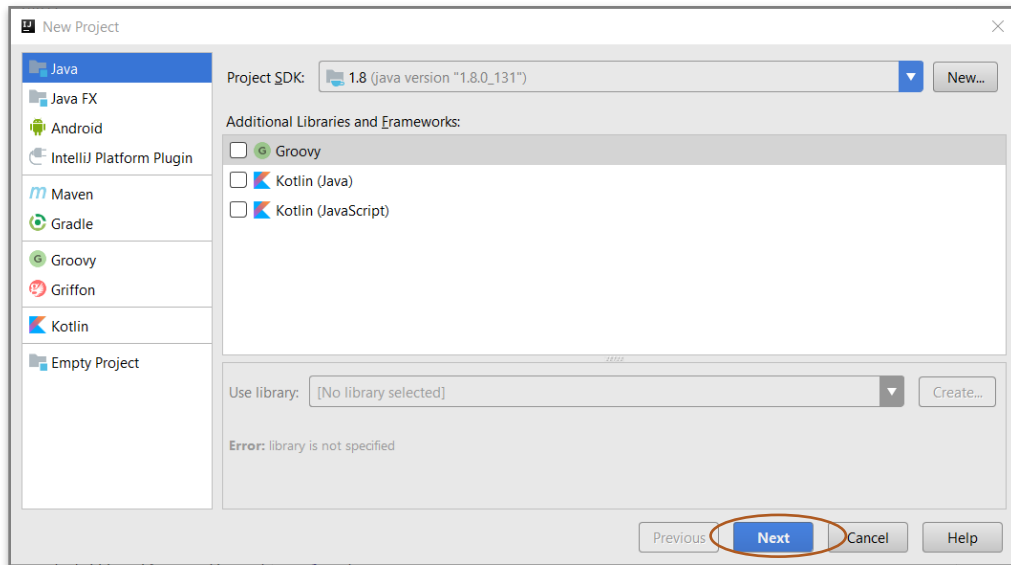 New Project
Java
Java FX
Android
IntelliJ Platform Plugin
Maven
Gradle
Groovy
Griffon
Kotlin
Empty Project
Project SDK: 1.8 (java version "1.8.0_131") New...
Additional Libraries and Frameworks:
Groovy
Kotlin (Java)
Kotlin (JavaScript)
Use library: [No library selected] Create...
Error: library is not specified
Previous Next Cancel Help